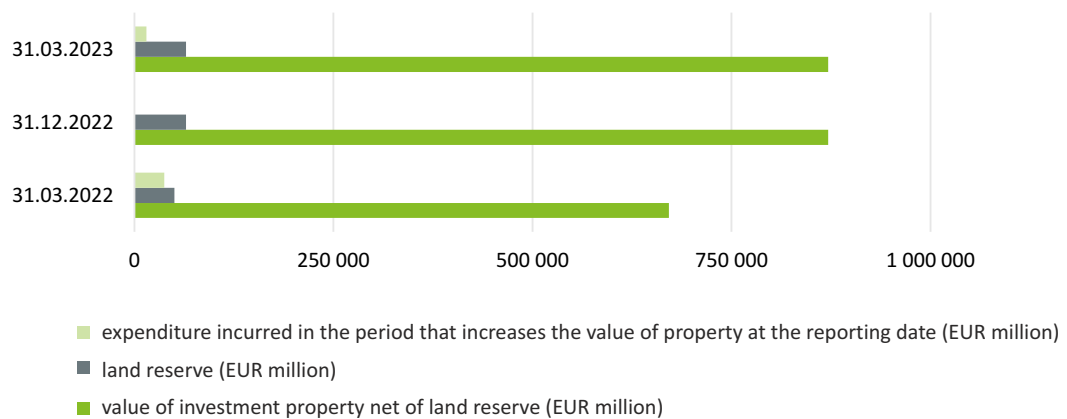 31.03.2023
31.12.2022
31.03.2022
0 250 000 500 000 750 000 1 000 000
expenditure incurred in the period that increases the value of property at the reporting date (EUR million)
land reserve (EUR million)
value of investment property net of land reserve (EUR million)